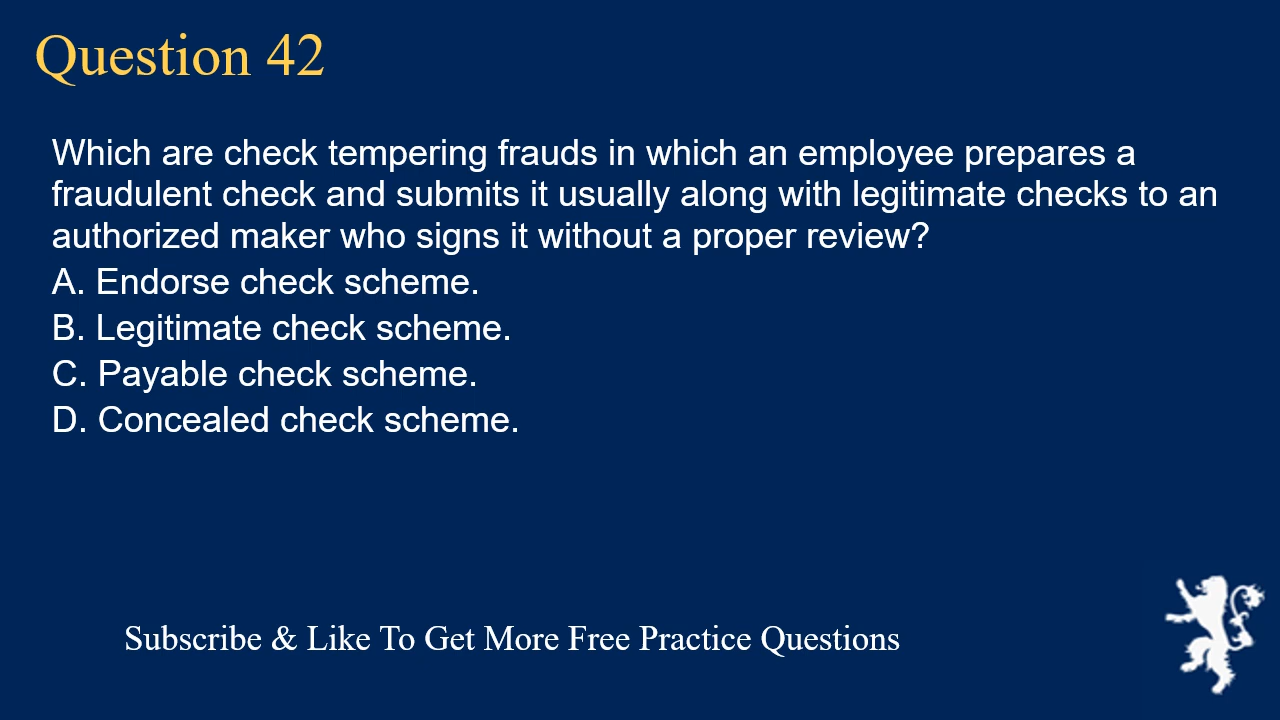 Question 42
Which are check tempering frauds in which an employee prepares a
fraudulent check and submits it usually along with legitimate checks to an
authorized maker who signs it without a proper review?
A. Endorse check scheme.
B. Legitimate check scheme.
C. Payable check scheme.
D. Concealed check scheme.
Subscribe & Like To Get More Free Practice Questions